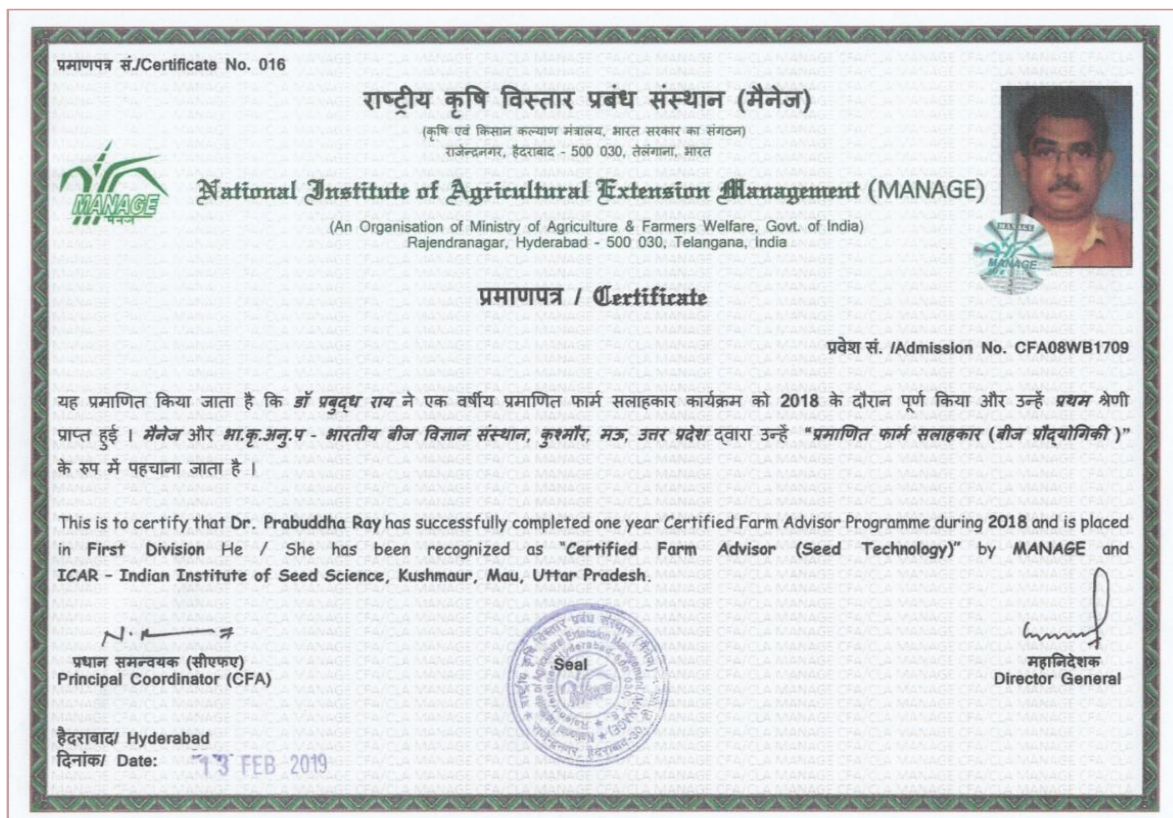 प्रमाणपत्र सं./Certificate No. 016
राष्ट्रीय कृषि विस्तार प्रबंध संस्थान (मैनेज)
(कृषि एवं किसान कल्याण मंत्रालय, भारत सरकार का संगठन)
राजेन्द्रनगर, हैदराबाद - 500 030, तेलंगाना, भारत
MANAGE
मैनेज
National Institute of Agricultural Extension Management (MANAGE)
(An Organisation of Ministry of Agriculture & Farmers Welfare, Govt. of India)
Rajendranagar, Hyderabad - 500 030, Telangana, India
MANAGE
प्रमाणपत्र / Certificate
प्रवेश सं. /Admission No. CFA08WB1709
यह प्रमाणित किया जाता है कि डॉ प्रबुद्ध राय ने एक वर्षीय प्रमाणित फार्म सलाहकार कार्यक्रम को 2018 के दौरान पूर्ण किया और उन्हें प्रथम श्रेणी
प्राप्त हुई । मैनेज और भा.कृ.अनु.प - भारतीय बीज विज्ञान संस्थान, कुश्मौर, मऊ, उत्तर प्रदेश द्वारा उन्हें "प्रमाणित फार्म सलाहकार (बीज प्रौद्योगिकी )"
के रुप में पहचाना जाता है ।
This is to certify that Dr. Prabuddha Ray has successfully completed one year Certified Farm Advisor Programme during 2018 and is placed
in First Division He / She has been recognized as "Certified Farm Advisor (Seed Technology)" by MANAGE and
ICAR - Indian Institute of Seed Science, Kushmaur, Mau, Uttar Pradesh.
प्रधान समन्वयक (सीएफए)
Principal Coordinator (CFA)
Seal
महानिदेशक
Director General
हैदराबाद/ Hyderabad
दिनांक/ Date: 13 FEB 2019